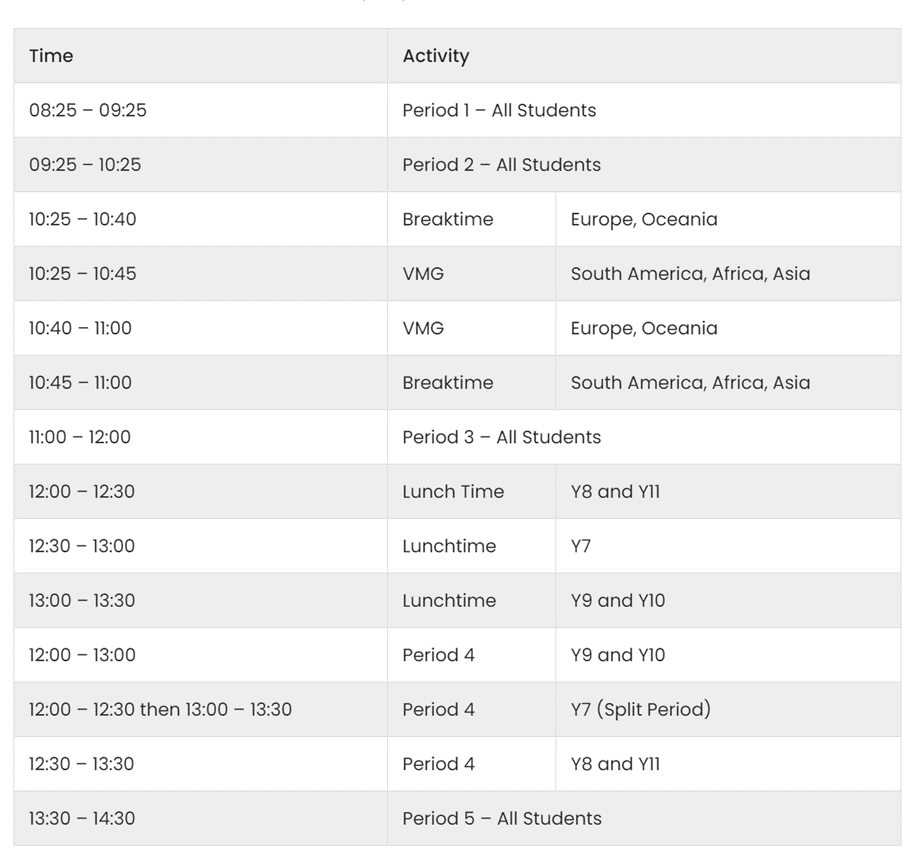 Time Activity
08:25 – 09:25 Period 1 – All Students
09:25 – 10:25 Period 2 – All Students
10:25 – 10:40 Breaktime Europe, Oceania
10:25 – 10:45 VMG South America, Africa, Asia
10:40 – 11:00 VMG Europe, Oceania
10:45 – 11:00 Breaktime South America, Africa, Asia
11:00 – 12:00 Period 3 – All Students
12:00 – 12:30 Lunch Time Y8 and Y11
12:30 – 13:00 Lunchtime Y7
13:00 – 13:30 Lunchtime Y9 and Y10
12:00 – 13:00 Period 4 Y9 and Y10
12:00 – 12:30 then 13:00 – 13:30 Period 4 Y7 (Split Period)
12:30 – 13:30 Period 4 Y8 and Y11
13:30 – 14:30 Period 5 – All Students